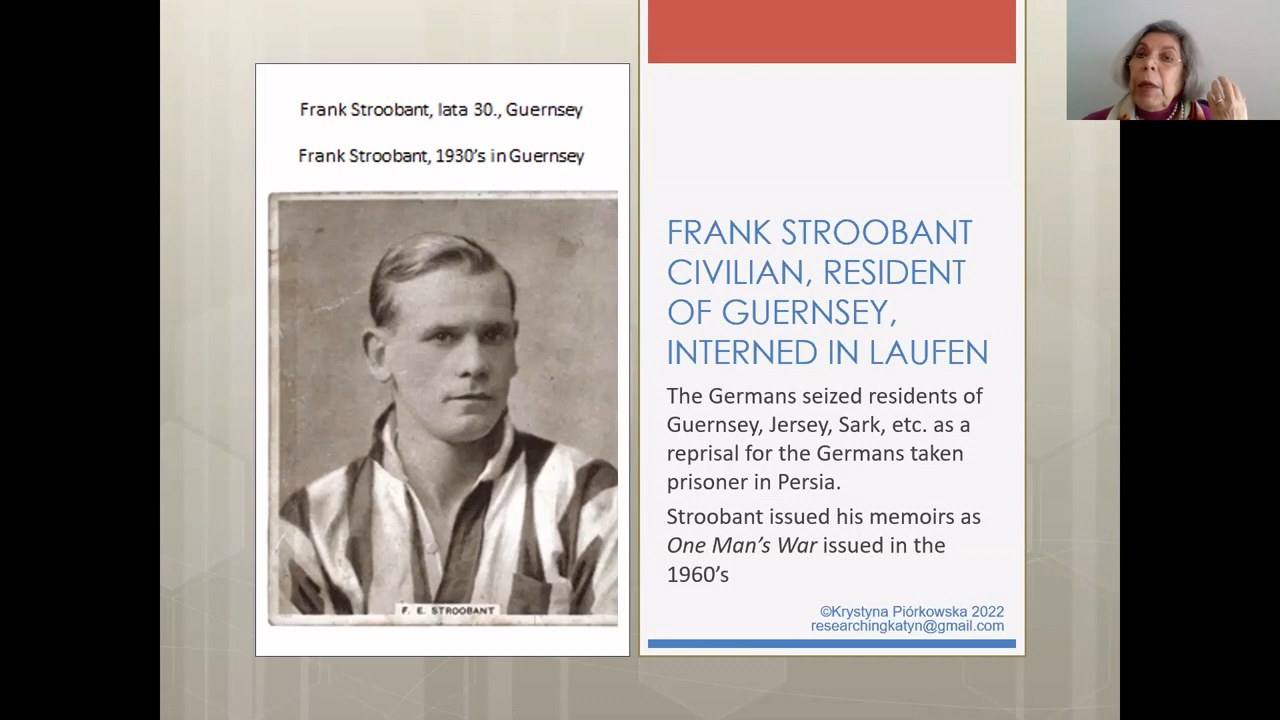 Frank Stroobant, lata 30., Guernsey
Frank Stroobant, 1930's in Guernsey
F. E. STROOBANT
FRANK STROOBANT
CIVILIAN, RESIDENT
OF GUERNSEY,
INTERNED IN LAUFEN
The Germans seized residents of
Guernsey, Jersey, Sark, etc. as a
reprisal for the Germans taken
prisoner in Persia.
Stroobant issued his memoirs as
One Man's War issued in the
1960's
©Krystyna Piórkowska 2022
researchingkatyn@gmail.com